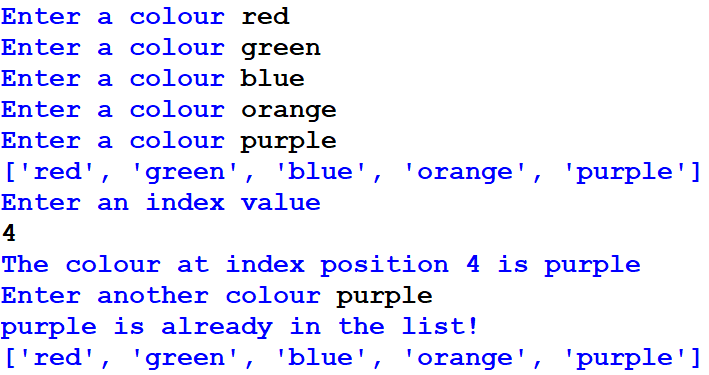 Enter a colour red
Enter a colour green
Enter a colour blue
Enter a colour orange
Enter a colour purple
['red', 'green', 'blue', 'orange', 'purple']
Enter an index value
4
The colour at index position 4 is purple
Enter another colour purple
purple is already in the list!
['red', 'green', 'blue', 'orange', 'purple']